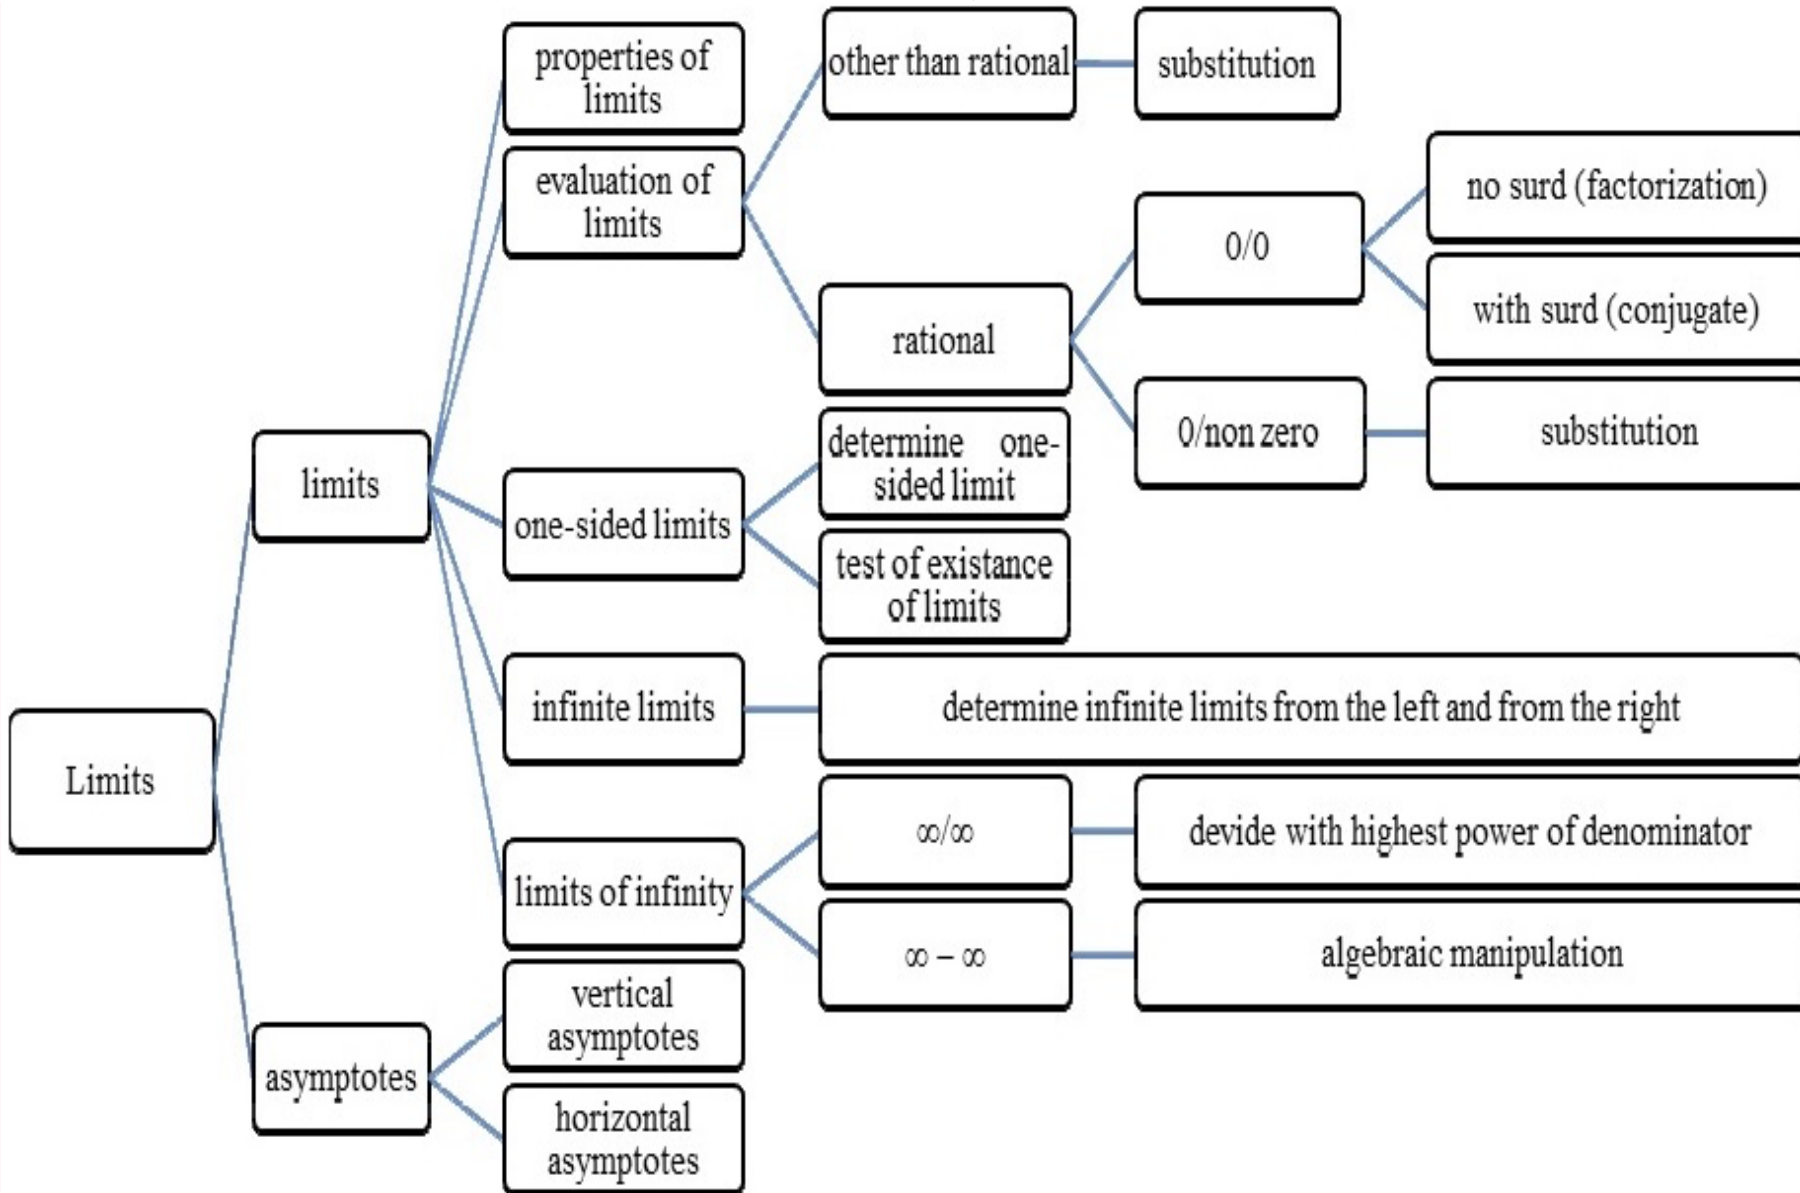 Limits
limits
properties of
limits
evaluation of
limits
other than rational
substitution
rational
0/0
no surd (factorization)
with surd (conjugate)
0/non zero
substitution
one-sided limits
determine one-
sided limit
test of existance
of limits
infinite limits
determine infinite limits from the left and from the right
limits of infinity
∞/∞
devide with highest power of denominator
∞ – ∞
algebraic manipulation
asymptotes
vertical
asymptotes
horizontal
asymptotes